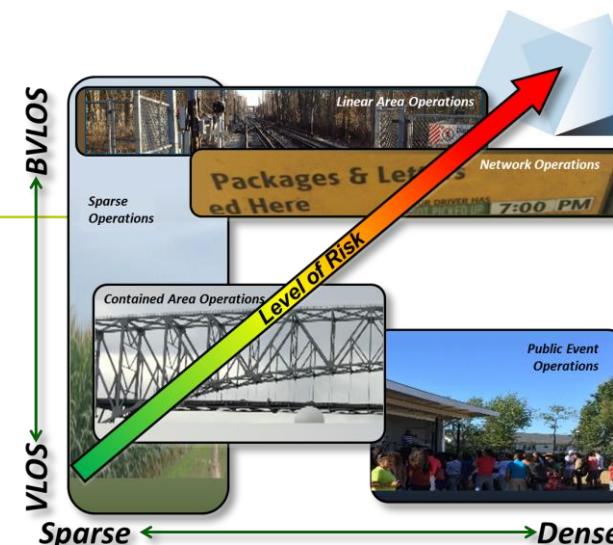 BVLOS
Linear Area Operations
Network Operations
Packages & Letters
ed Here
7:00 PM
Sparse
Operations
Level of Risk
Contained Area Operations
Public Event
Operations
VLOS
Sparse
Dense